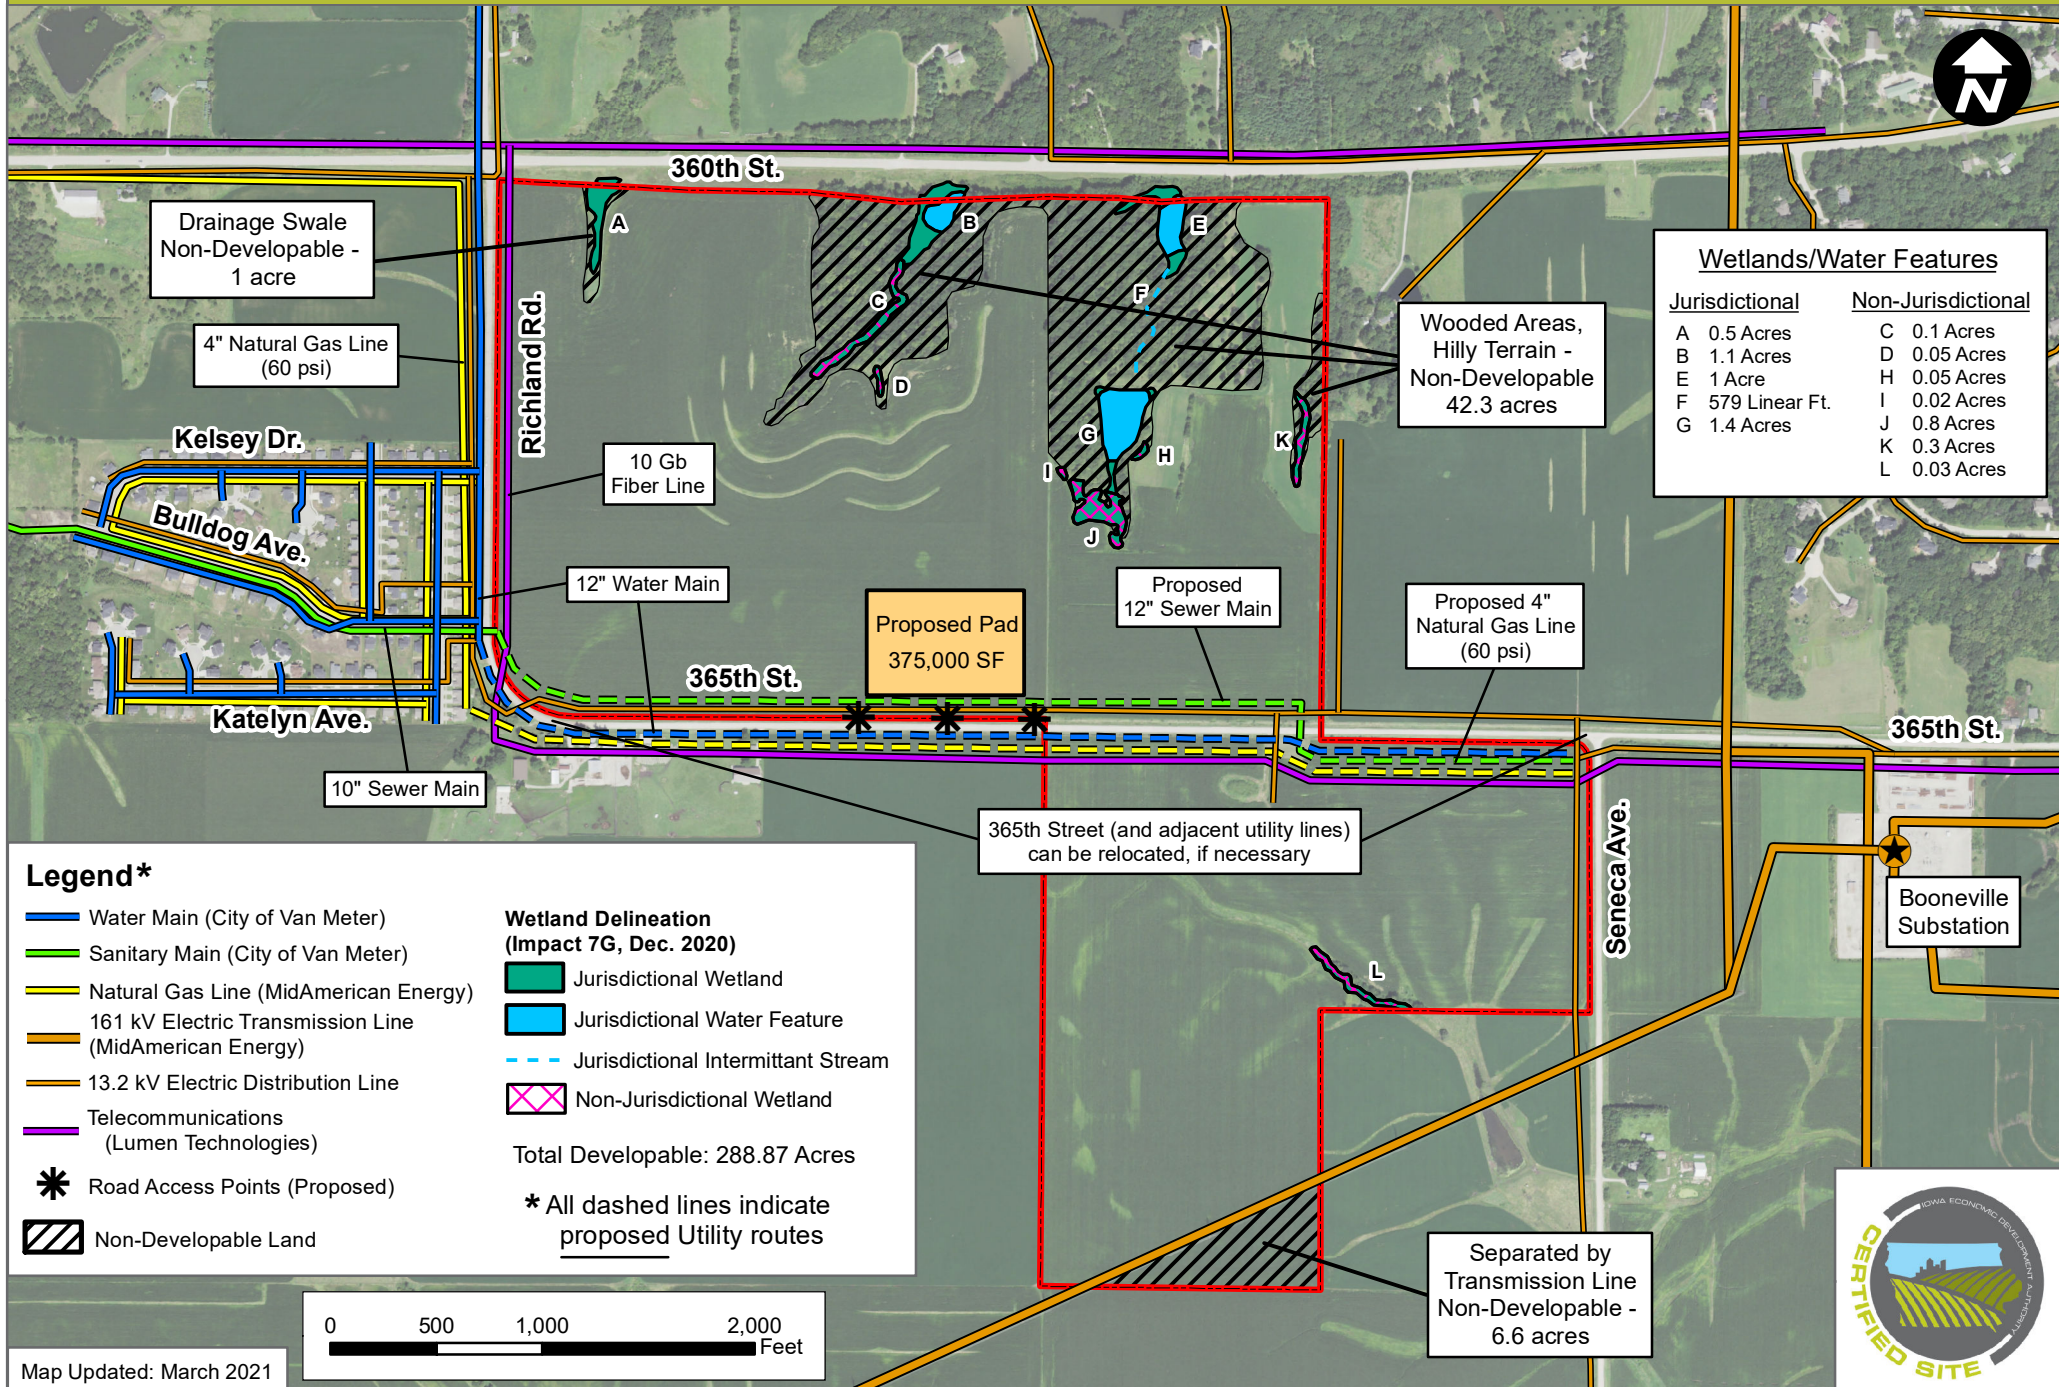 360th St.
Drainage Swale
Non-Developable -
1 acre
A
B
E
C
F
D
G
H
I
J
K
L
Wetlands/Water Features
Jurisdictional
A 0.5 Acres
B 1.1 Acres
E 1 Acre
F 579 Linear Ft.
G 1.4 Acres
Non-Jurisdictional
C 0.1 Acres
D 0.05 Acres
H 0.05 Acres
I 0.02 Acres
J 0.8 Acres
K 0.3 Acres
L 0.03 Acres
4" Natural Gas Line
(60 psi)
Richland Rd.
Wooded Areas,
Hilly Terrain -
Non-Developable
42.3 acres
Kelsey Dr.
10 Gb
Fiber Line
Bulldog Ave.
12" Water Main
Proposed Pad
375,000 SF
Proposed
12" Sewer Main
Proposed 4"
Natural Gas Line
(60 psi)
365th St.
Katelyn Ave.
365th St.
10" Sewer Main
365th Street (and adjacent utility lines)
can be relocated, if necessary
Seneca Ave.
Booneville
Substation
Legend*
Water Main (City of Van Meter)
Sanitary Main (City of Van Meter)
Natural Gas Line (MidAmerican Energy)
161 kV Electric Transmission Line
(MidAmerican Energy)
13.2 kV Electric Distribution Line
Telecommunications
(Lumen Technologies)
Road Access Points (Proposed)
Non-Developable Land
Wetland Delineation
(Impact 7G, Dec. 2020)
Jurisdictional Wetland
Jurisdictional Water Feature
Jurisdictional Intermittant Stream
Non-Jurisdictional Wetland
Total Developable: 288.87 Acres
* All dashed lines indicate
proposed Utility routes
Separated by
Transmission Line
Non-Developable -
6.6 acres
0 500 1,000 2,000
Feet
Map Updated: March 2021
N
IOWA ECONOMIC DEVELOPMENT AUTHORITY
CERTIFIED SITE